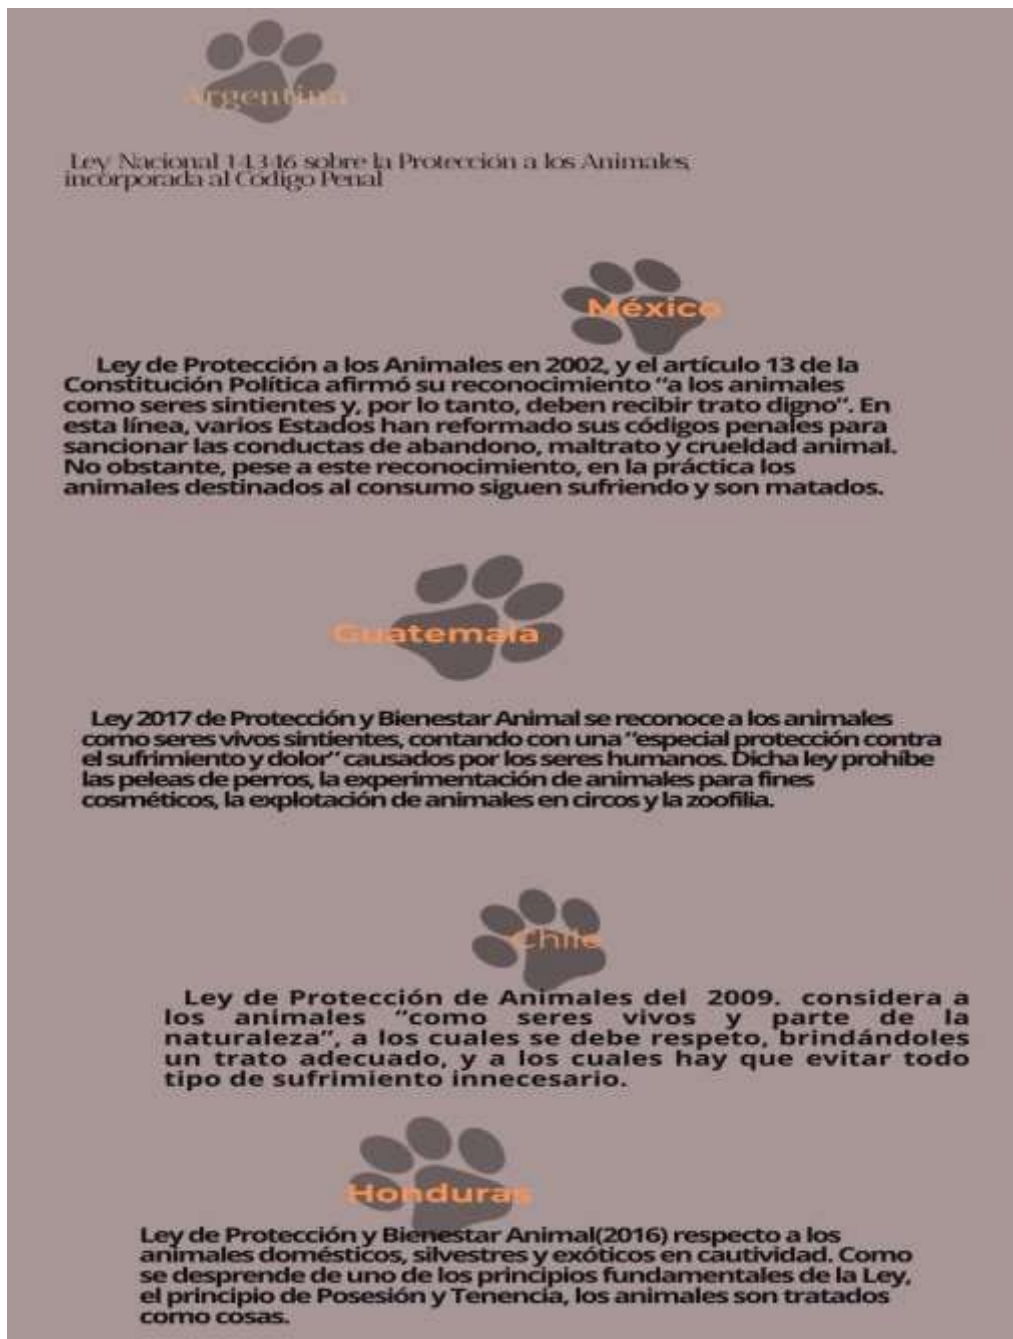 Argentina
Ley Nacional 14346 sobre la Protección a los Animales,
incorporada al Código Penal
México
Ley de Protección a los Animales en 2002, y el artículo 13 de la
Constitución Política afirmó su reconocimiento “a los animales
como seres sintientes y, por lo tanto, deben recibir trato digno”. En
esta línea, varios Estados han reformado sus códigos penales para
sancionar las conductas de abandono, maltrato y crueldad animal.
No obstante, pese a este reconocimiento, en la práctica los
animales destinados al consumo siguen sufriendo y son matados.
Guatemala
Ley 2017 de Protección y Bienestar Animal se reconoce a los animales
como seres vivos sintientes, contando con una “especial protección contra
el sufrimiento y dolor” causados por los seres humanos. Dicha ley prohíbe
las peleas de perros, la experimentación de animales para fines
cosméticos, la explotación de animales en circos y la zoofilia.
Chile
Ley de Protección de Animales del 2009. considera a
los animales “como seres vivos y parte de la
naturaleza”, a los cuales se debe respeto, brindándoles
un trato adecuado, y a los cuales hay que evitar todo
tipo de sufrimiento innecesario.
Honduras
Ley de Protección y Bienestar Animal(2016) respecto a los
animales domésticos, silvestres y exóticos en cautividad. Como
se desprende de uno de los principios fundamentales de la Ley,
el principio de Posesión y Tenencia, los animales son tratados
como cosas.